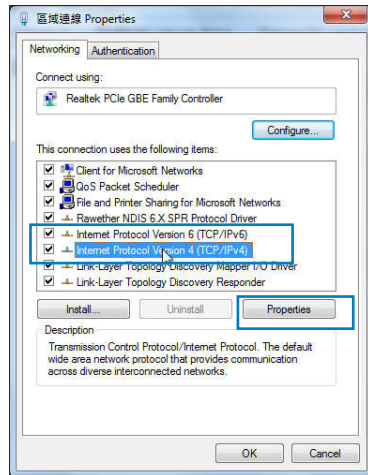 區域連線 Properties
Networking Authentication
Connect using:
Realtek PCIe GBE Family Controller
Configure...
This connection uses the following items:
Client for Microsoft Networks
QoS Packet Scheduler
File and Printer Sharing for Microsoft Networks
Rawether NDIS 6.X SPR Protocol Driver
Internet Protocol Version 6 (TCP/IPv6)
Internet Protocol Version 4 (TCP/IPv4)
Link-Layer Topology Discovery Mapper I/O Driver
Link-Layer Topology Discovery Responder
Install... Uninstall Properties
Description
Transmission Control Protocol/Internet Protocol. The default
wide area network protocol that provides communication
across diverse interconnected networks.
OK Cancel